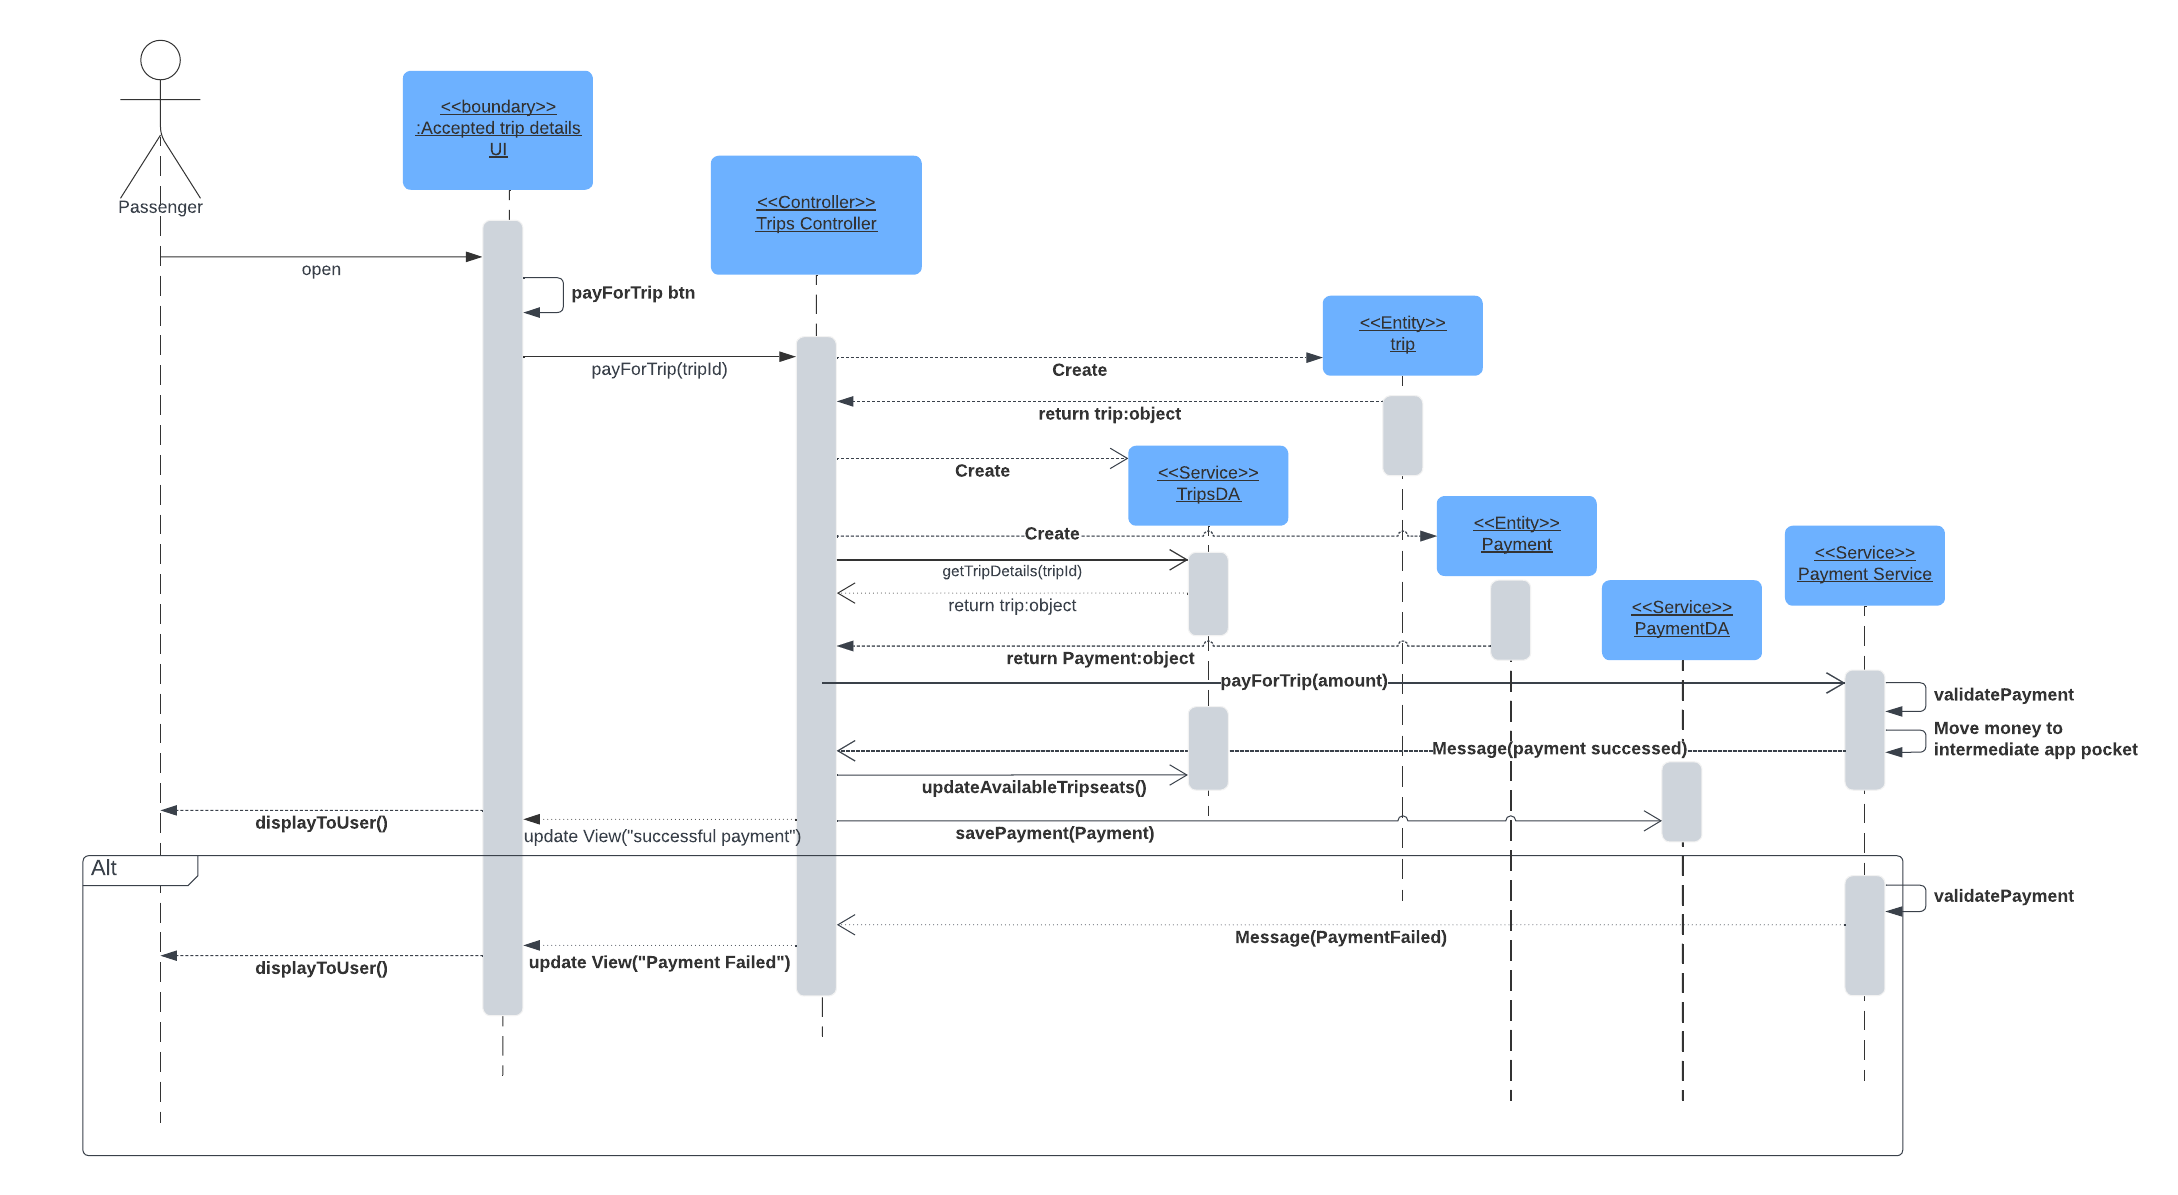 <<boundary>>
:Accepted trip details
UI
<<Controller>>
Trips Controller
Passenger
open
payForTrip btn
<<Entity>>
trip
payForTrip(tripId)
Create
return trip:object
Create
<<Service>>
TripsDA
Create
<<Entity>>
Payment
<<Service>>
Payment Service
getTripDetails(tripId)
return trip:object
<<Service>>
PaymentDA
return Payment:object
payForTrip(amount)
validatePayment
Move money to
intermediate app pocket
Message(payment successed)
updateAvailableTripseats()
displayToUser()
update View("successful payment")
savePayment(Payment)
Alt
validatePayment
Message(PaymentFailed)
update View("Payment Failed")
displayToUser()